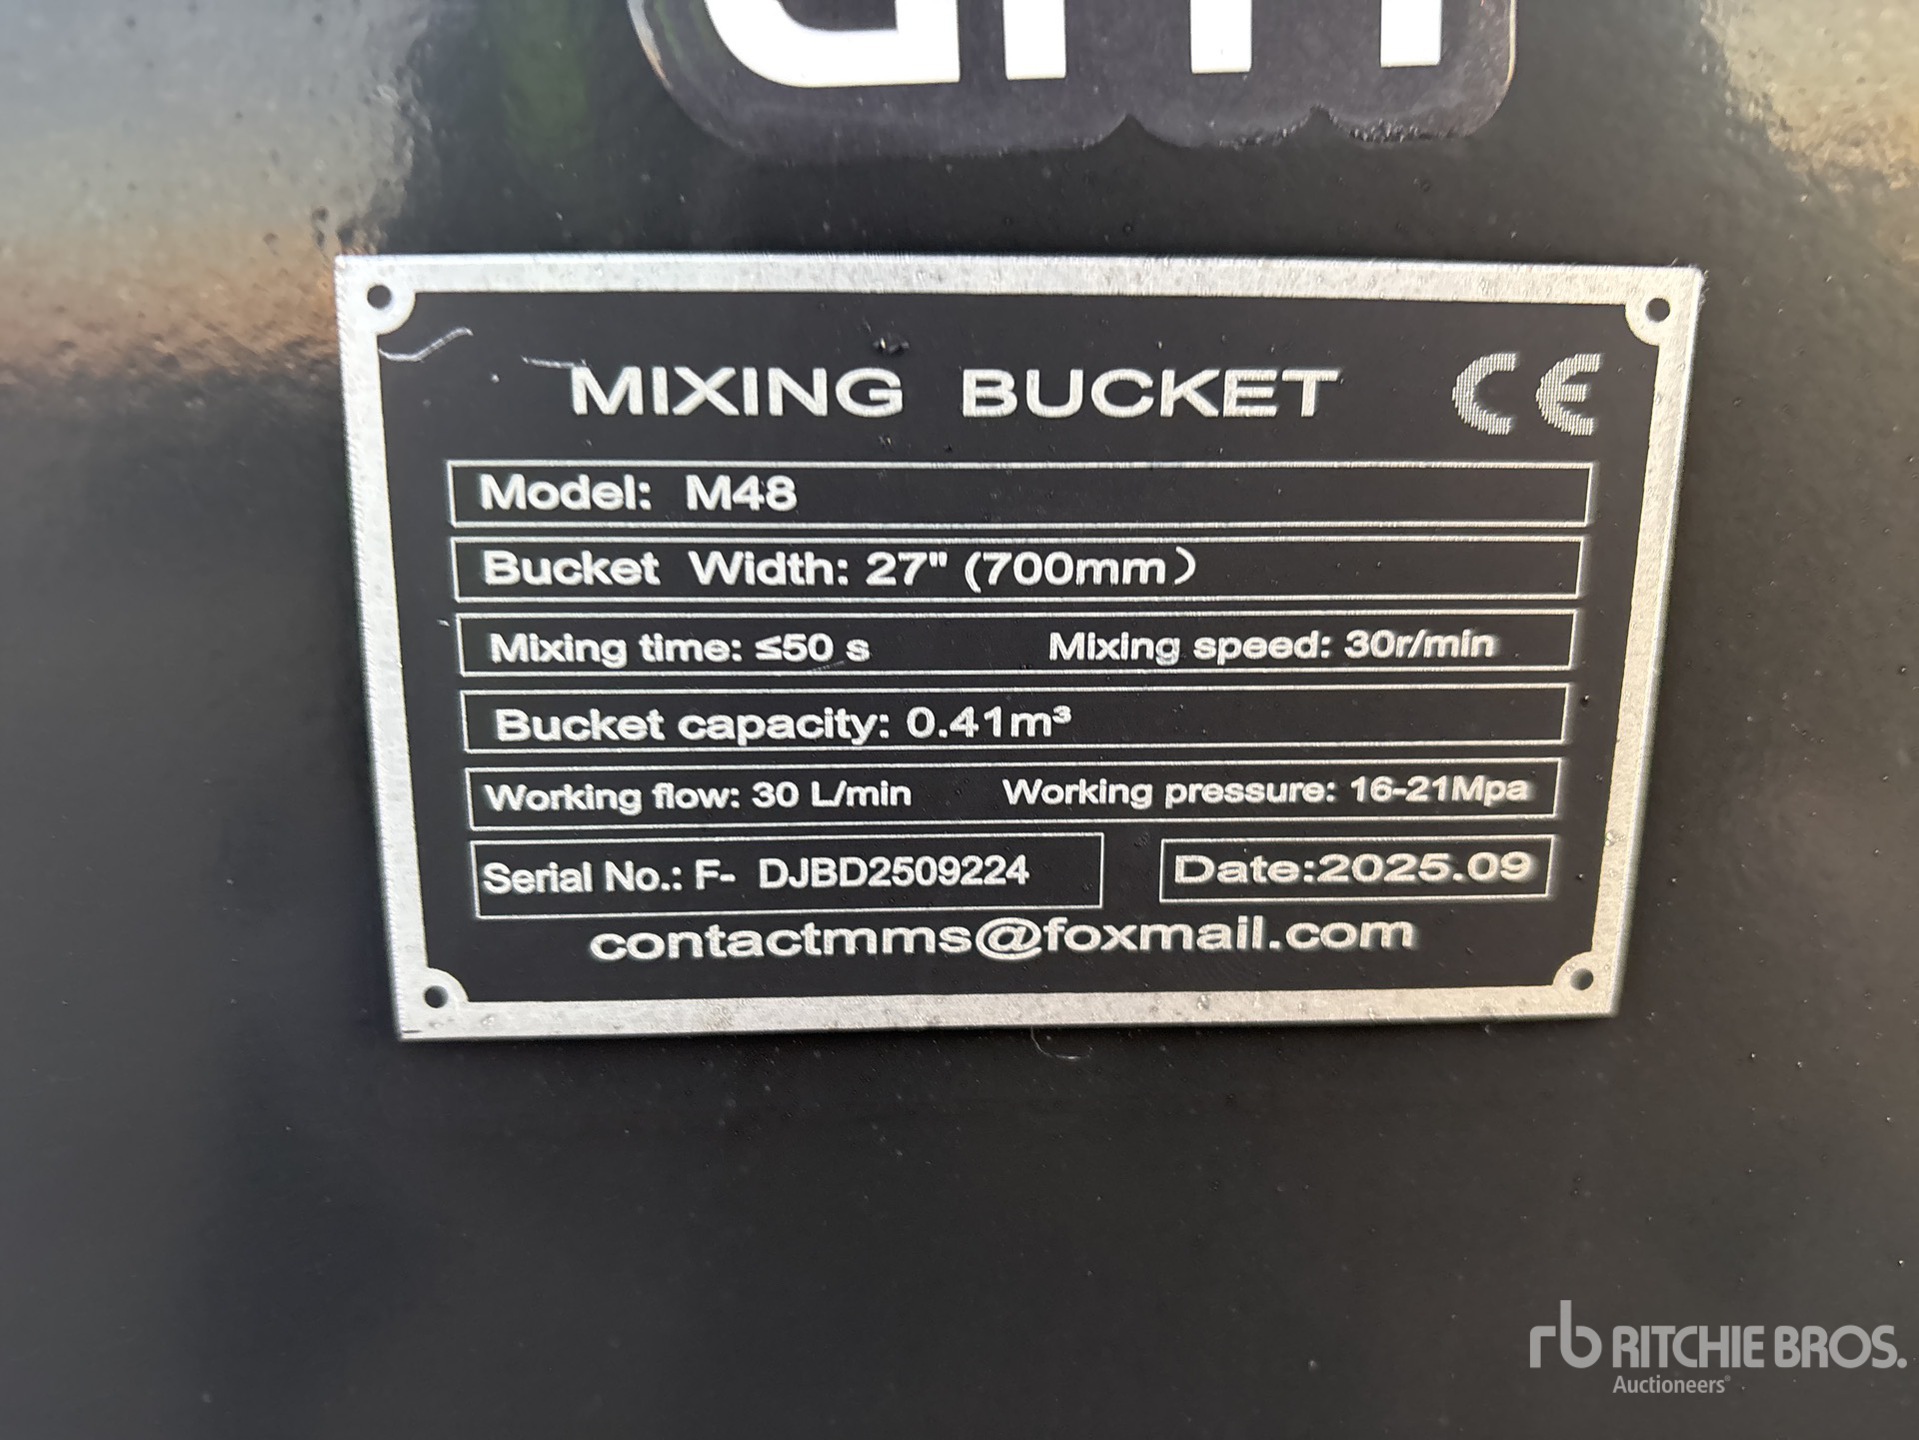 MIXING BUCKET CE
Model: M48
Bucket Width: 27" (700mm)
Mixing time: ≤50 s Mixing speed: 30r/min
Bucket capacity: 0.41m³
Working flow: 30 L/min Working pressure: 16-21Mpa
Serial No.: F- DJBD2509224 Date:2025.09
contactmms@foxmail.com
rb RITCHIE BROS.
Auctioneers®